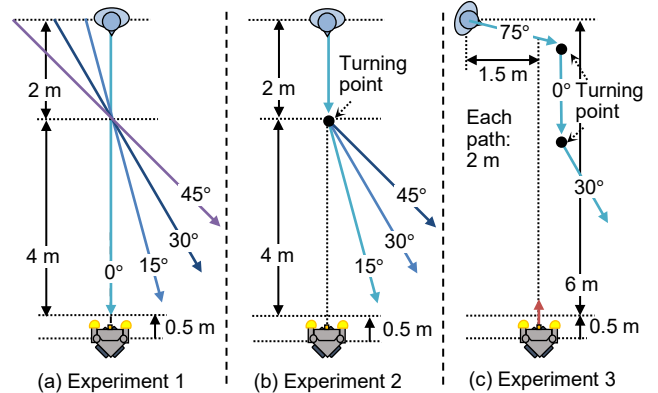 2 m
4 m
0°
15°
30°
45°
0.5 m
(a) Experiment 1
2 m
Turning
point
4 m
45°
30°
15°
0.5 m
(b) Experiment 2
75°
1.5 m
Turning
point
0°
Each
path:
2 m
30°
6 m
0.5 m
(c) Experiment 3